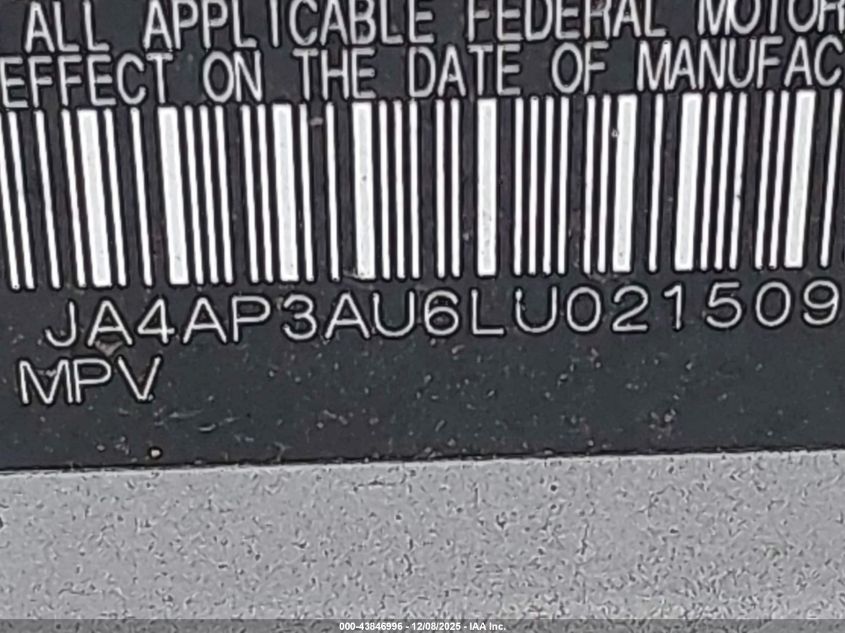 ALL APPLICABLE FEDERAL MOTOR
EFFECT ON THE DATE OF MANUFAC
JA4AP3AU6LU021509
MPV
000-43846996 - 12/08/2025 - IAA Inc.